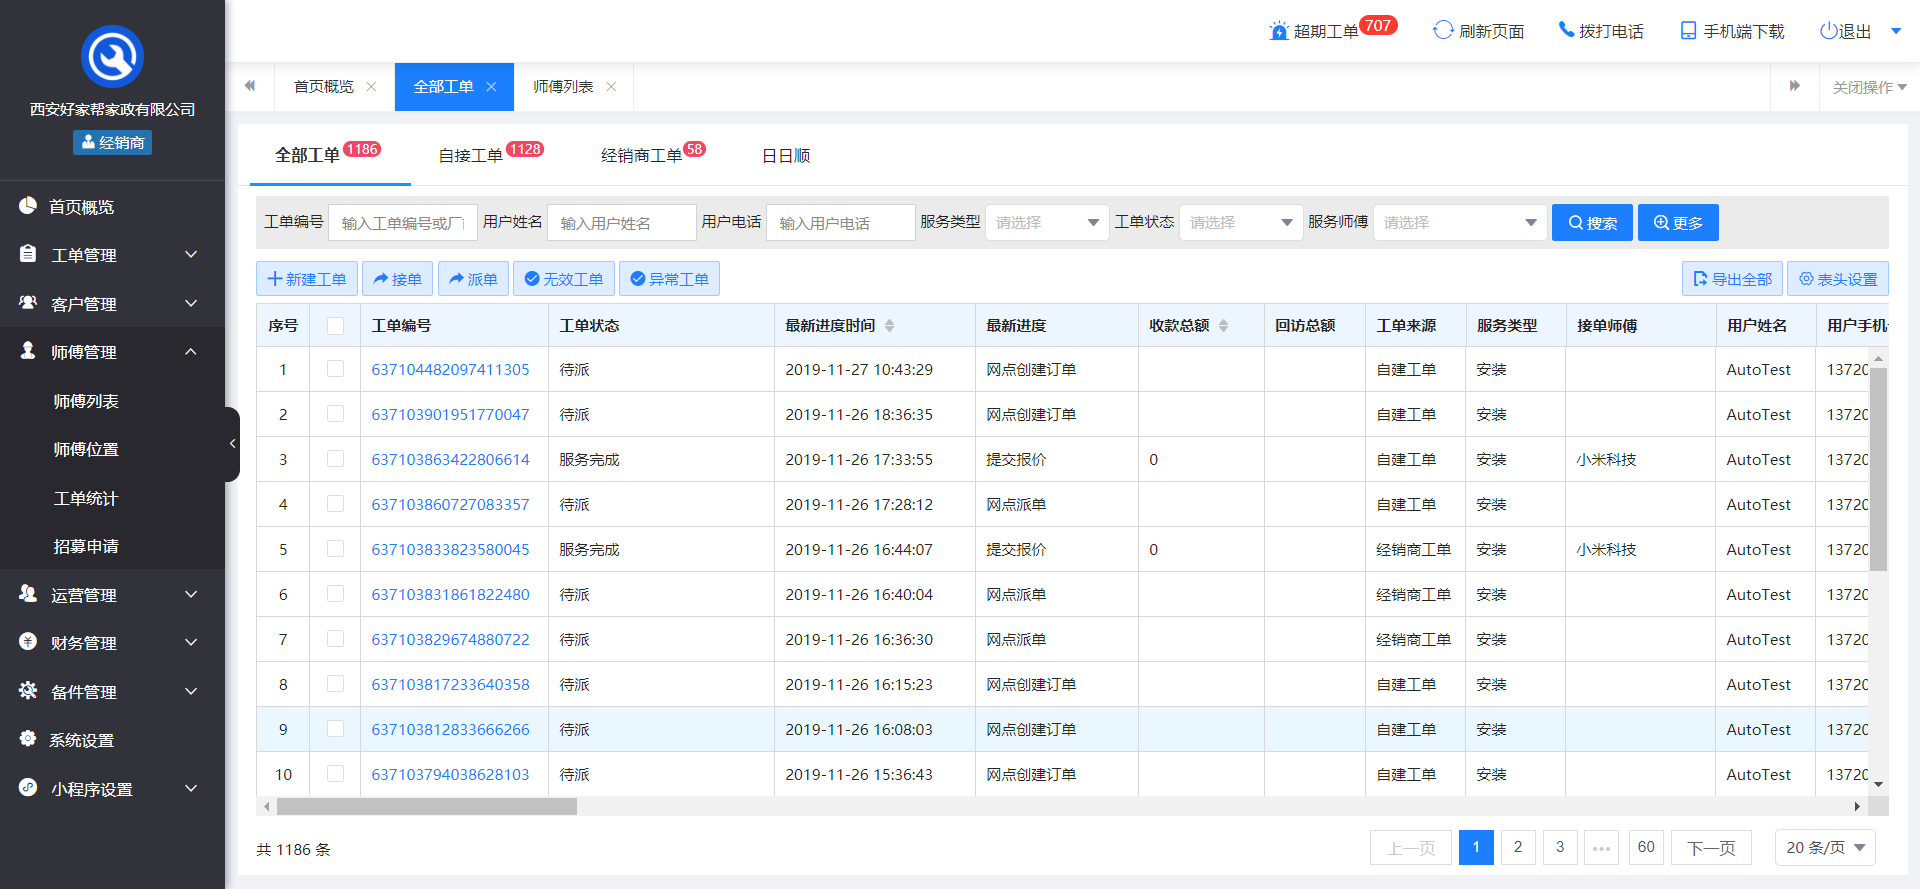 西安好家帮家政有限公司
经销商
首页概览
工单管理
客户管理
师傅管理
师傅列表
师傅位置
工单统计
招募申请
运营管理
财务管理
备件管理
系统设置
小程序设置
超期工单 707 刷新页面 拨打电话 手机端下载 退出
首页概览 全部工单 师傅列表 关闭操作
全部工单 1186 自接工单 1128 经销商工单 58 日日顺
工单编号 输入工单编号或厂 用户姓名 输入用户姓名 用户电话 输入用户电话 服务类型 请选择 工单状态 请选择 服务师傅 请选择 搜索 更多
新建工单 接单 派单 无效工单 异常工单 导出全部 表头设置
序号 工单编号 工单状态 最新进度时间 最新进度 收款总额 回访总额 工单来源 服务类型 接单师傅 用户姓名 用户手机
1 637104482097411305 待派 2019-11-27 10:43:29 网点创建订单 自建工单 安装 AutoTest 13720
2 637103901951770047 待派 2019-11-26 18:36:35 网点创建订单 自建工单 安装 AutoTest 13720
3 637103863422806614 服务完成 2019-11-26 17:33:55 提交报价 0 自建工单 安装 小米科技 AutoTest 13720
4 637103860727083357 待派 2019-11-26 17:28:12 网点派单 自建工单 安装 AutoTest 13720
5 637103833823580045 服务完成 2019-11-26 16:44:07 提交报价 0 经销商工单 安装 小米科技 AutoTest 13720
6 637103831861822480 待派 2019-11-26 16:40:04 网点派单 经销商工单 安装 AutoTest 13720
7 637103829674880722 待派 2019-11-26 16:36:30 网点派单 经销商工单 安装 AutoTest 13720
8 637103817233640358 待派 2019-11-26 16:15:23 网点创建订单 自建工单 安装 AutoTest 13720
9 637103812833666266 待派 2019-11-26 16:08:03 网点创建订单 自建工单 安装 AutoTest 13720
10 637103794038628103 待派 2019-11-26 15:36:43 网点创建订单 自建工单 安装 AutoTest 13720
共 1186 条 上一页 1 2 3 ••• 60 下一页 20 条/页